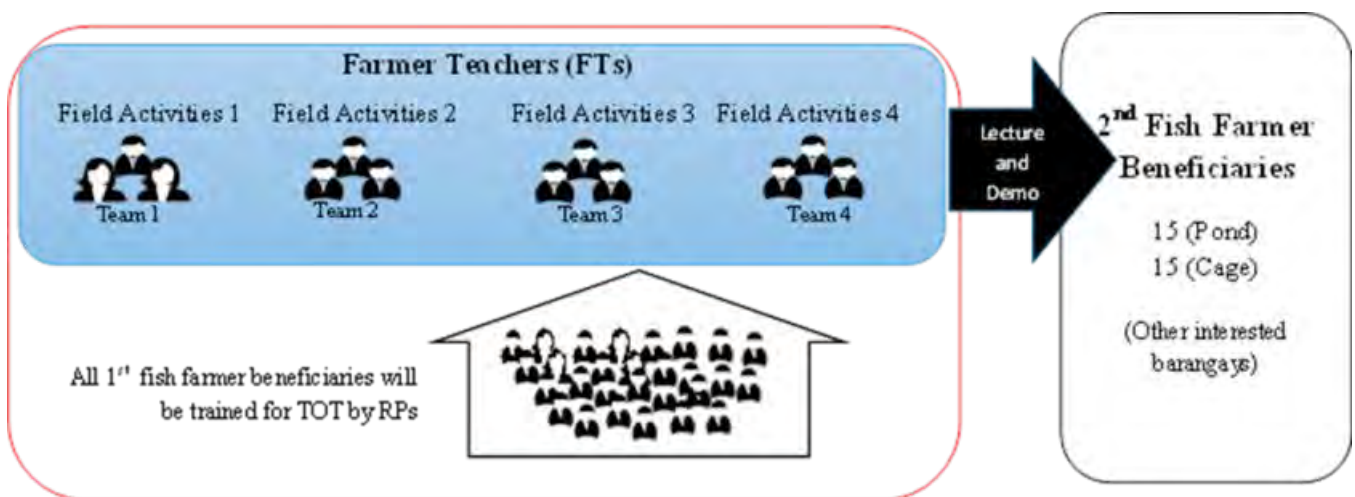 Farmer Teachers (FTs)
Field Activities 1
Field Activities 2
Field Activities 3
Field Activities 4
Team 1
Team 2
Team 3
Team 4
All 1st fish farmer beneficiaries will
be trained for TOT by RPs
Lecture
and
Demo
2nd Fish Farmer
Beneficiaries
15 (Pond)
15 (Cage)
(Other interested
barangays)